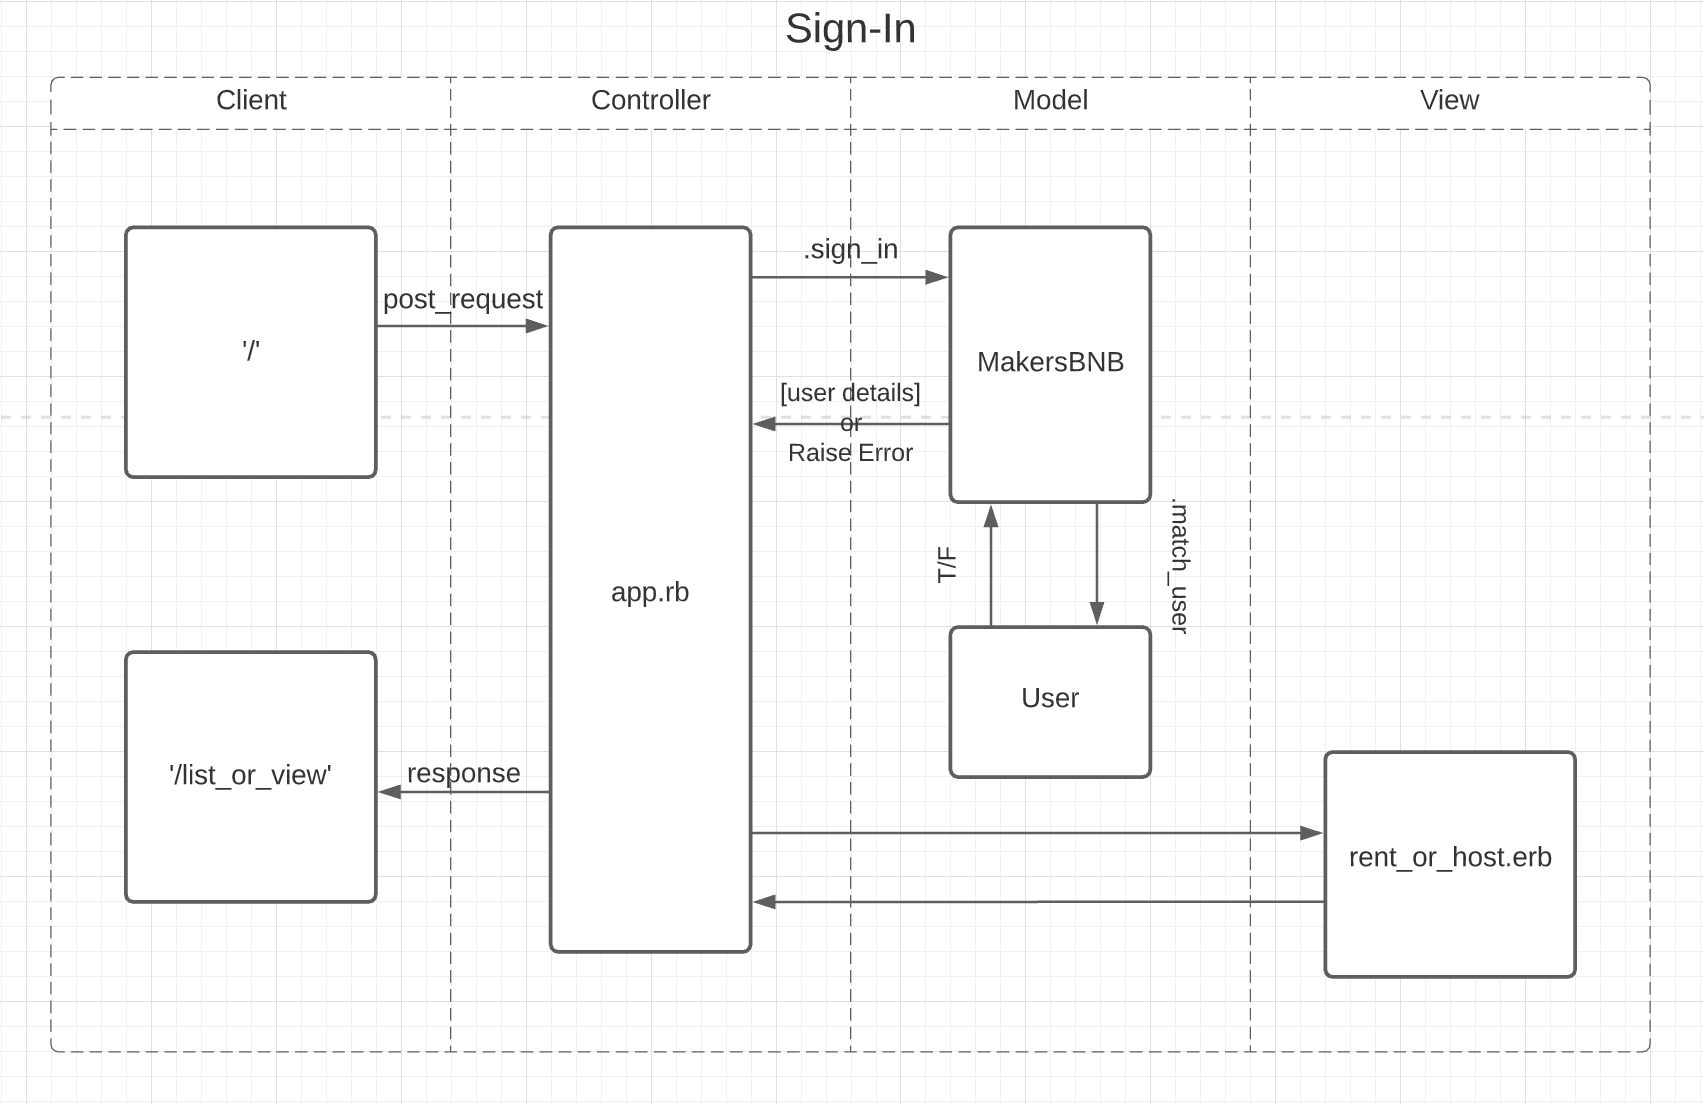 Sign-In
Client
Controller
Model
View
.sign_in
post_request
'/'
MakersBNB
[user details]
or
Raise Error
.match_user
T/F
app.rb
User
'/list_or_view'
response
rent_or_host.erb